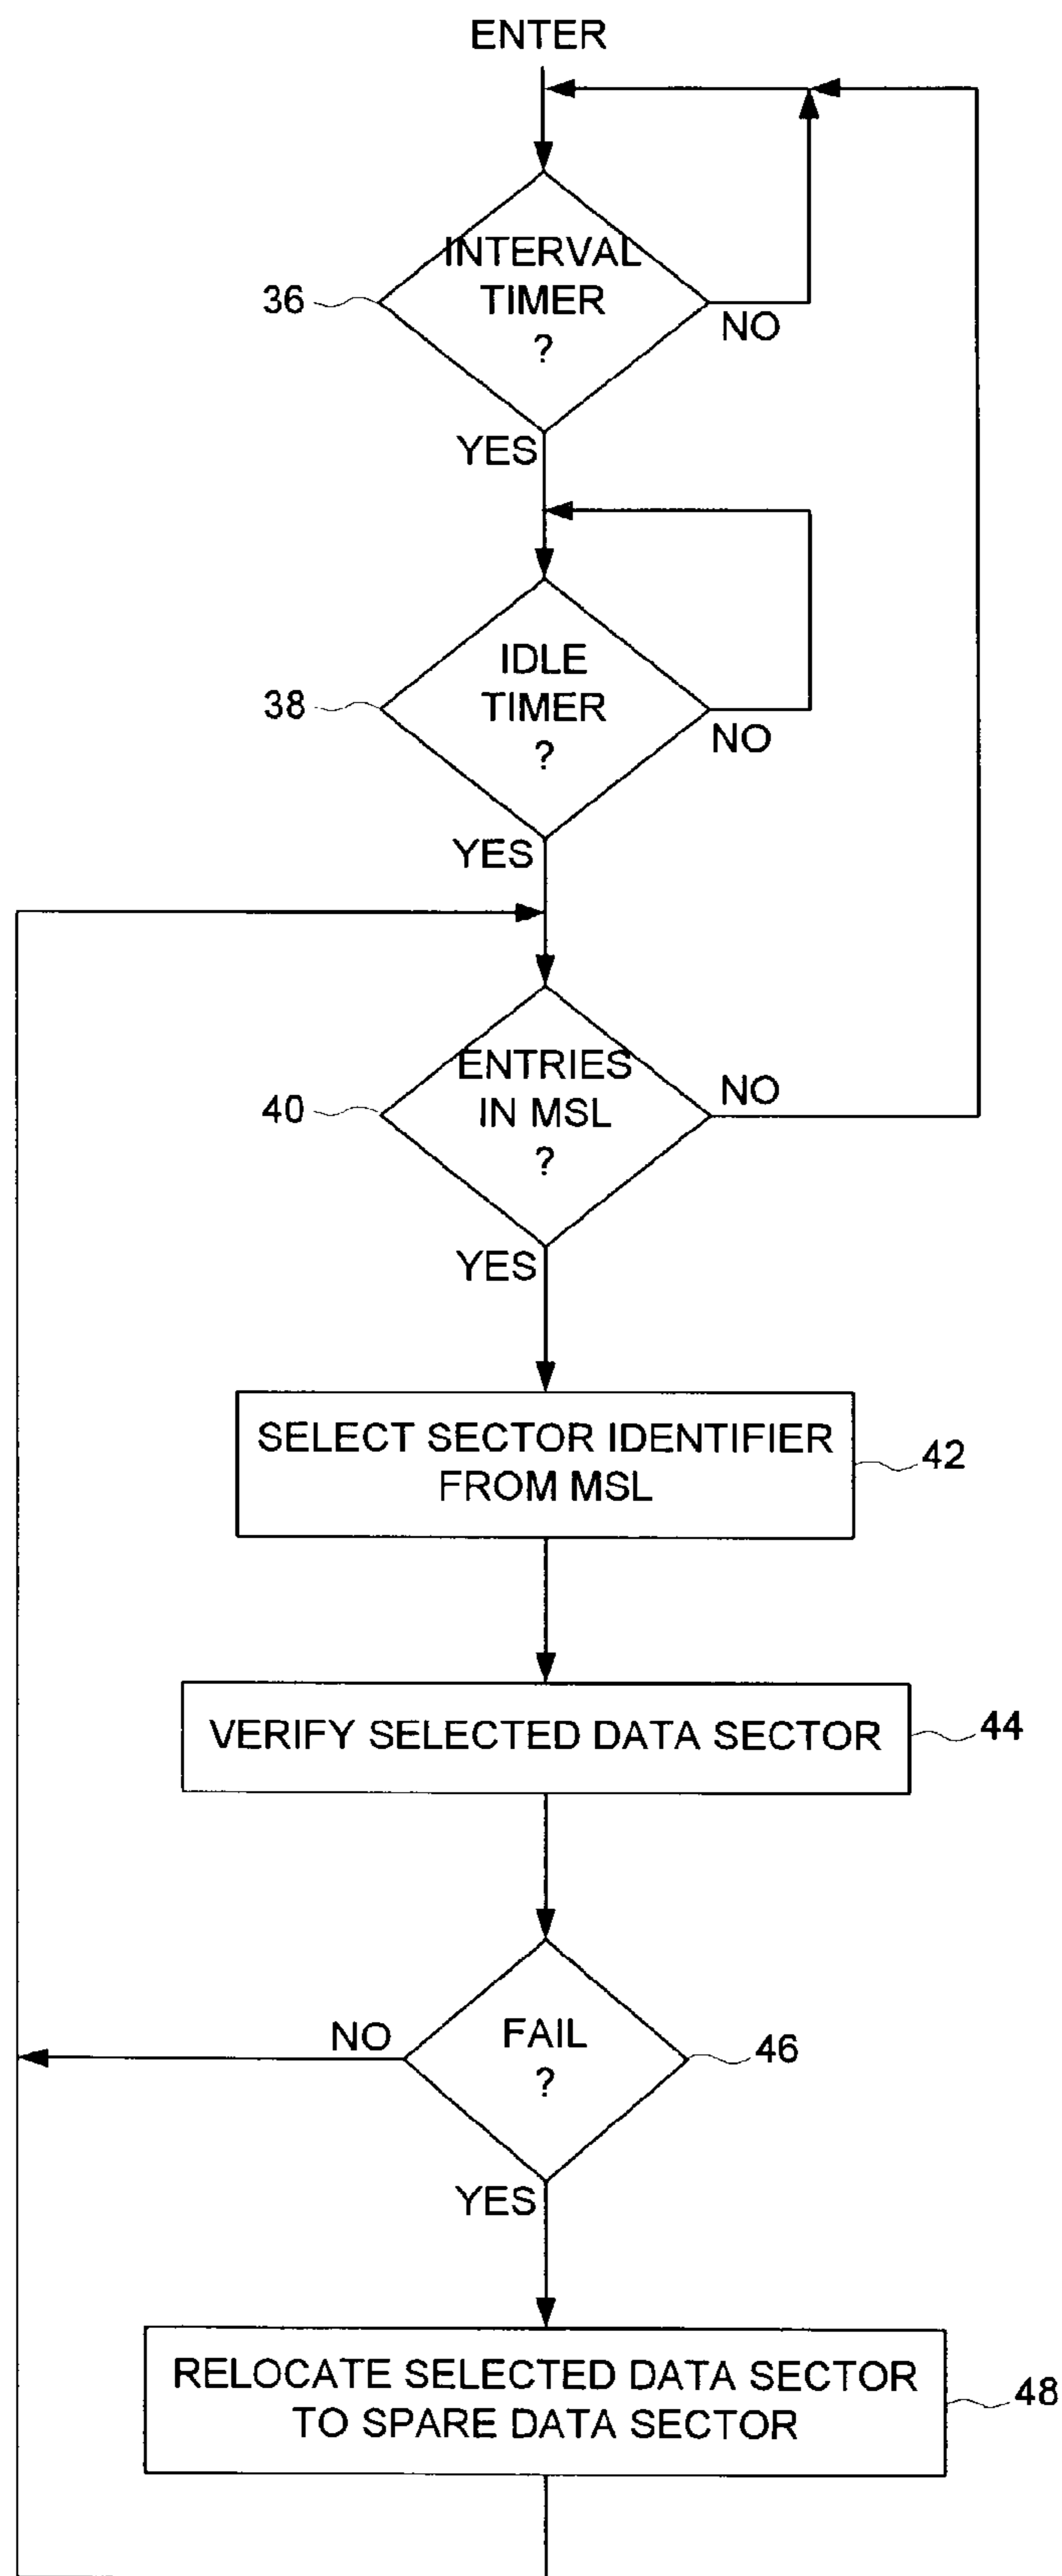 ENTER
INTERVAL
TIMER
?
36
NO
YES
IDLE
TIMER
?
38
NO
YES
ENTRIES
IN MSL
?
40
NO
YES
SELECT SECTOR IDENTIFIER
FROM MSL
42
VERIFY SELECTED DATA SECTOR
44
NO
FAIL
?
46
YES
RELOCATE SELECTED DATA SECTOR
TO SPARE DATA SECTOR
48